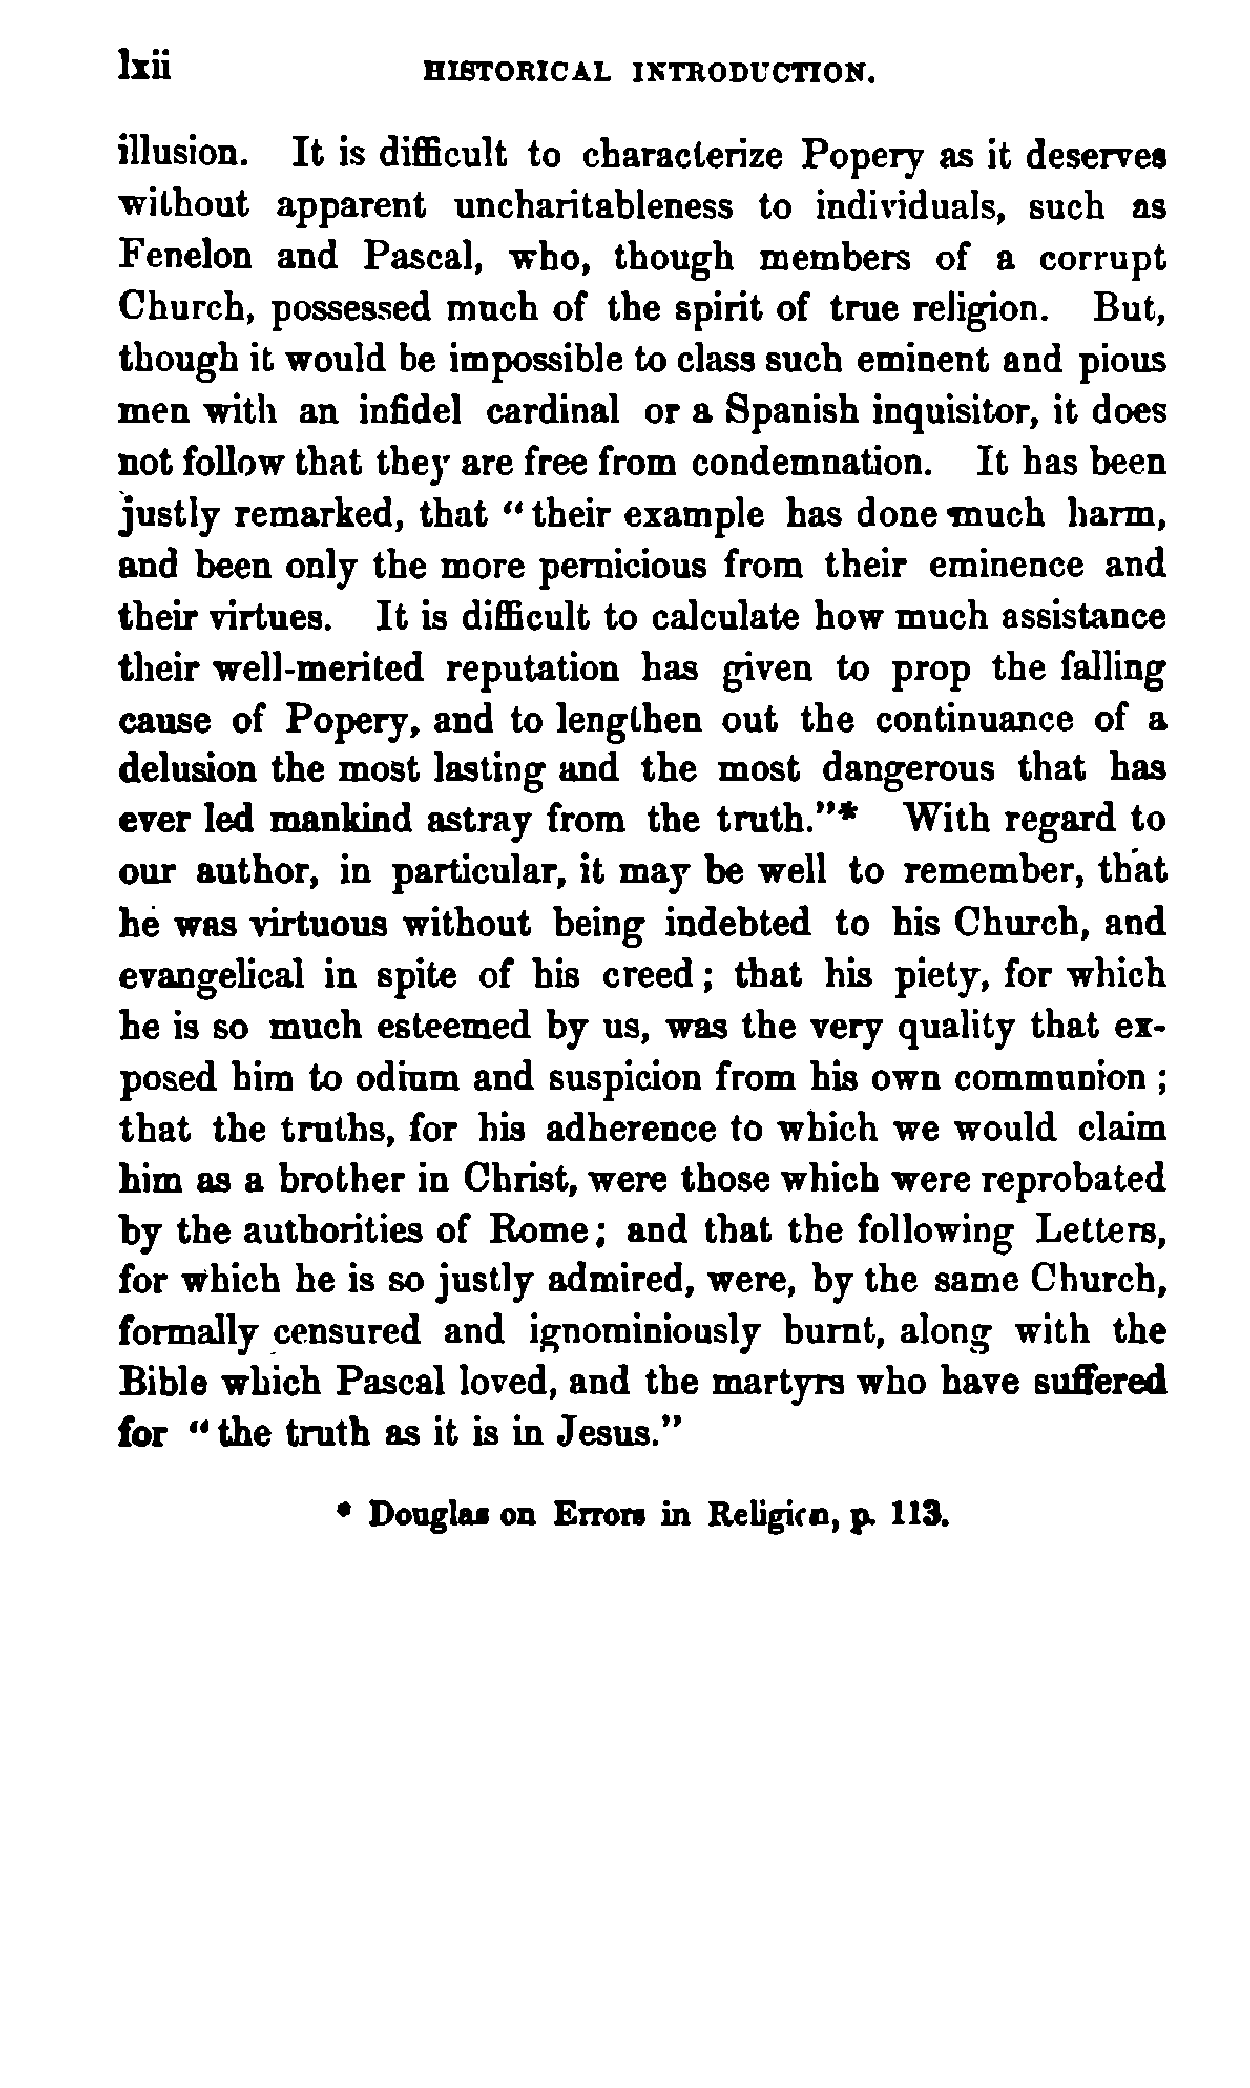 lxii HISTORICAL INTRODUCTION.
illusion. It is difficult to characterize Popery as it deserves
without apparent uncharitableness to individuals, such as
Fenelon and Pascal, who, though members of a corrupt
Church, possessed much of the spirit of true religion. But,
though it would be impossible to class such eminent and pious
men with an infidel cardinal or a Spanish inquisitor, it does
not follow that they are free from condemnation. It has been
justly remarked, that “their example has done much harm,
and been only the more pernicious from their eminence and
their virtues. It is difficult to calculate how much assistance
their well-merited reputation has given to prop the falling
cause of Popery, and to lengthen out the continuance of a
delusion the most lasting and the most dangerous that has
ever led mankind astray from the truth.”* With regard to
our author, in particular, it may be well to remember, that
he was virtuous without being indebted to his Church, and
evangelical in spite of his creed; that his piety, for which
he is so much esteemed by us, was the very quality that ex-
posed him to odium and suspicion from his own communion;
that the truths, for his adherence to which we would claim
him as a brother in Christ, were those which were reprobated
by the authorities of Rome; and that the following Letters,
for which he is so justly admired, were, by the same Church,
formally censured and ignominiously burnt, along with the
Bible which Pascal loved, and the martyrs who have suffered
for “the truth as it is in Jesus.”
* Douglas on Errors in Religion, p. 113.